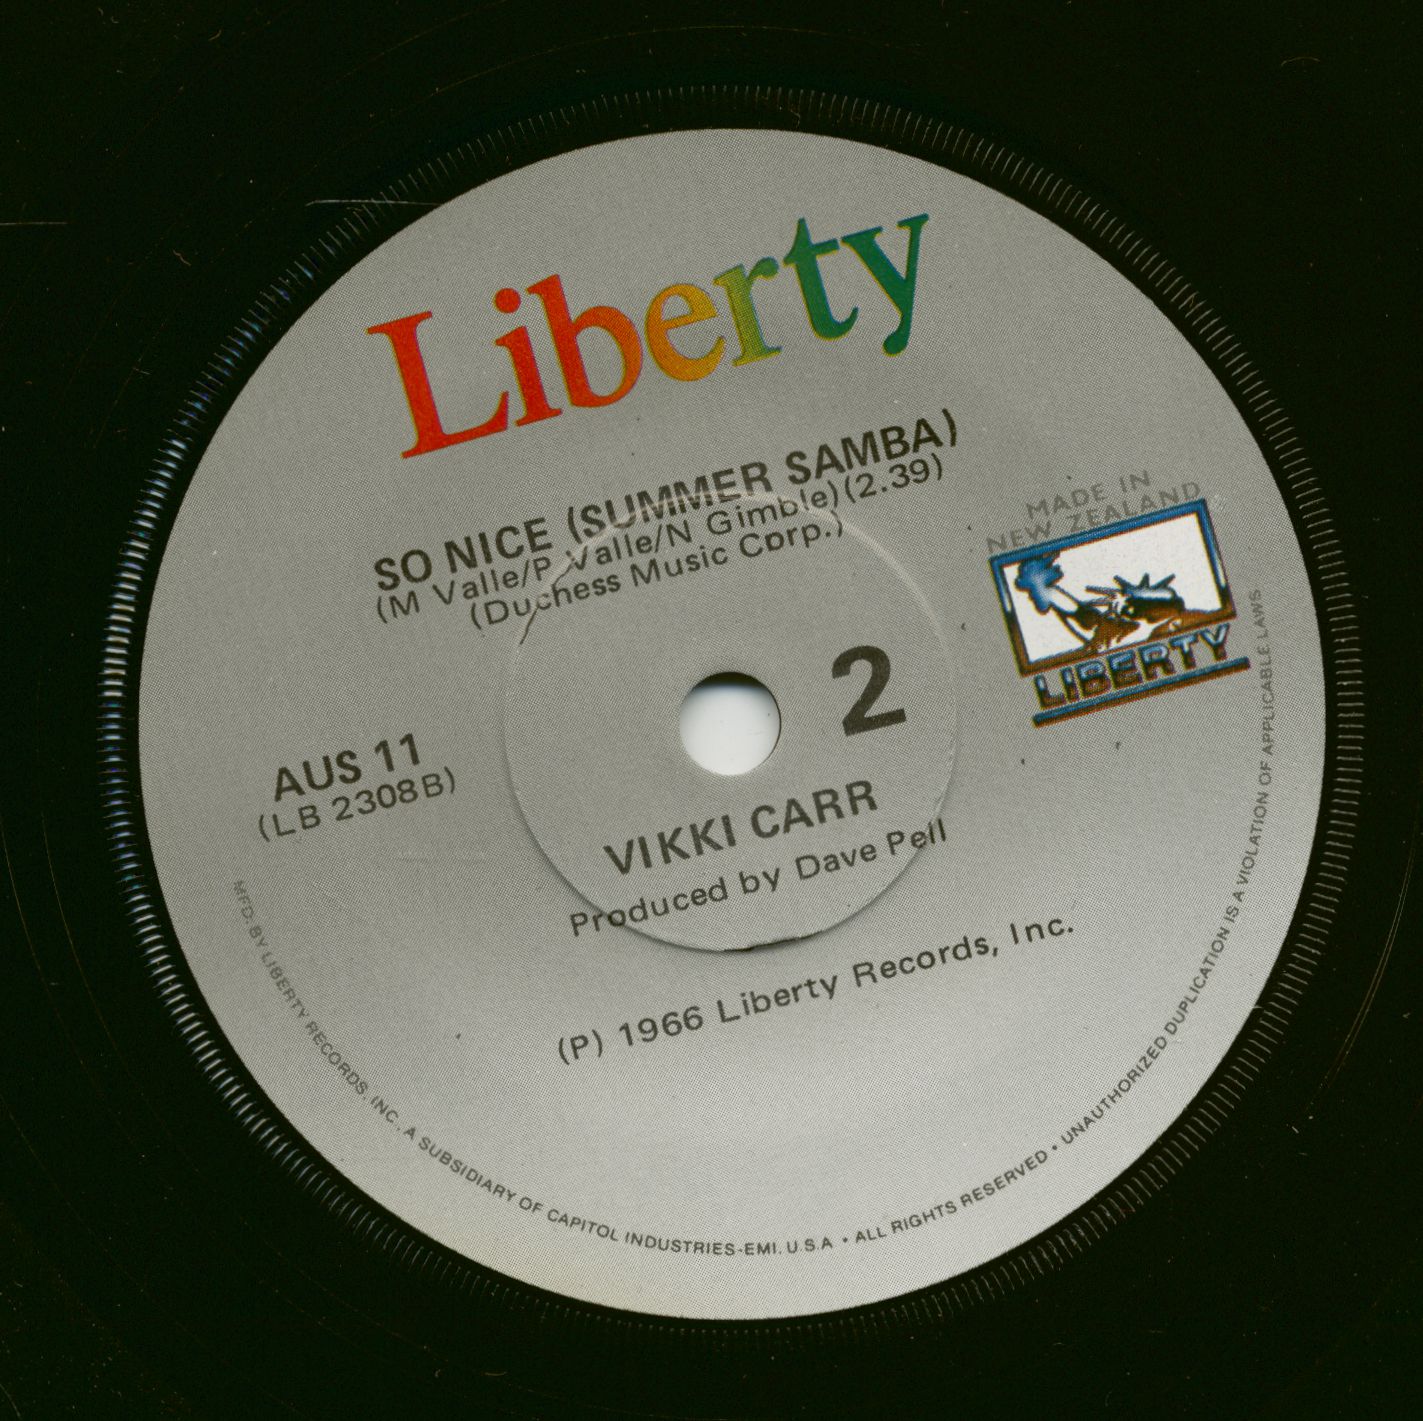 Liberty
SO NICE (SUMMER SAMBA)
(M Valle/P Valle/N Gimble)(2.39)
(Duchess Music Corp.)
MADE IN
NEW ZEALAND
LIBERTY
2
AUS 11
(LB 2308B)
VIKKI CARR
Produced by Dave Pell
(P) 1966 Liberty Records, Inc.
MFD. BY LIBERTY RECORDS, INC., A SUBSIDIARY OF CAPITOL INDUSTRIES-EMI. U.S.A • ALL RIGHTS RESERVED • UNAUTHORIZED DUPLICATION IS A VIOLATION OF APPLICABLE LAWS